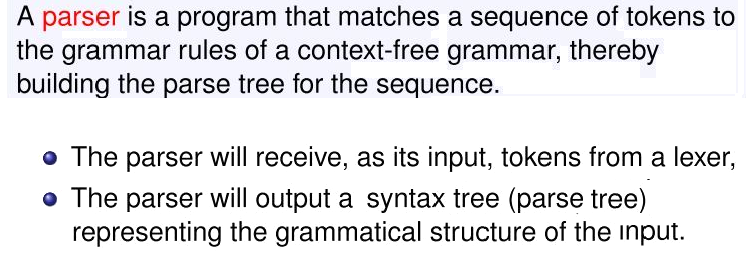 A parser is a program that matches a sequence of tokens to
the grammar rules of a context-free grammar, thereby
building the parse tree for the sequence.
The parser will receive, as its input, tokens from a lexer,
The parser will output a syntax tree (parse tree)
representing the grammatical structure of the input.